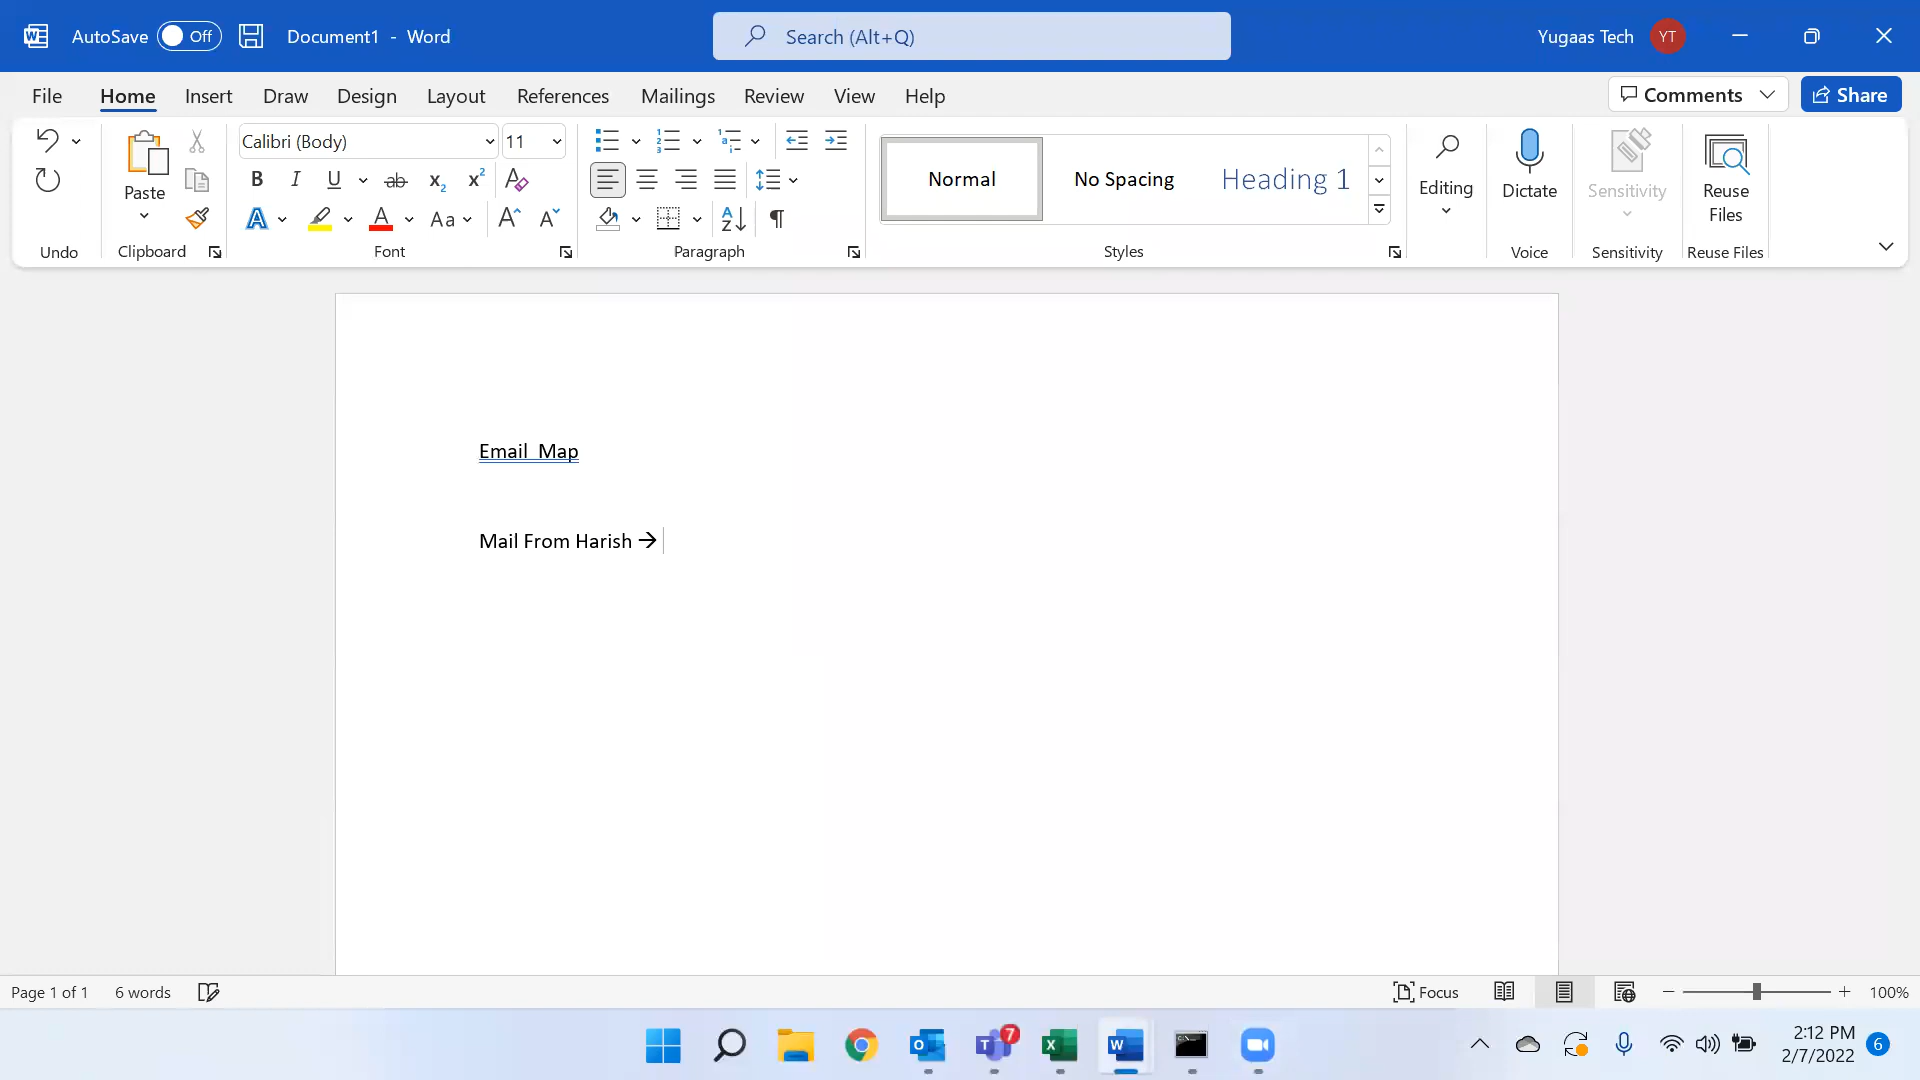 AutoSave Off Document1 - Word Search (Alt+Q) Yugaas Tech YT
File Home Insert Draw Design Layout References Mailings Review View Help Comments Share
Calibri (Body) 11
Paste
Normal No Spacing Heading 1
Editing Dictate Sensitivity Reuse Files
Undo Clipboard Font Paragraph Styles Voice Sensitivity Reuse Files
Email  Map
Mail From Harish →
Page 1 of 1 6 words Focus 100%
7
2:12 PM
2/7/2022 6